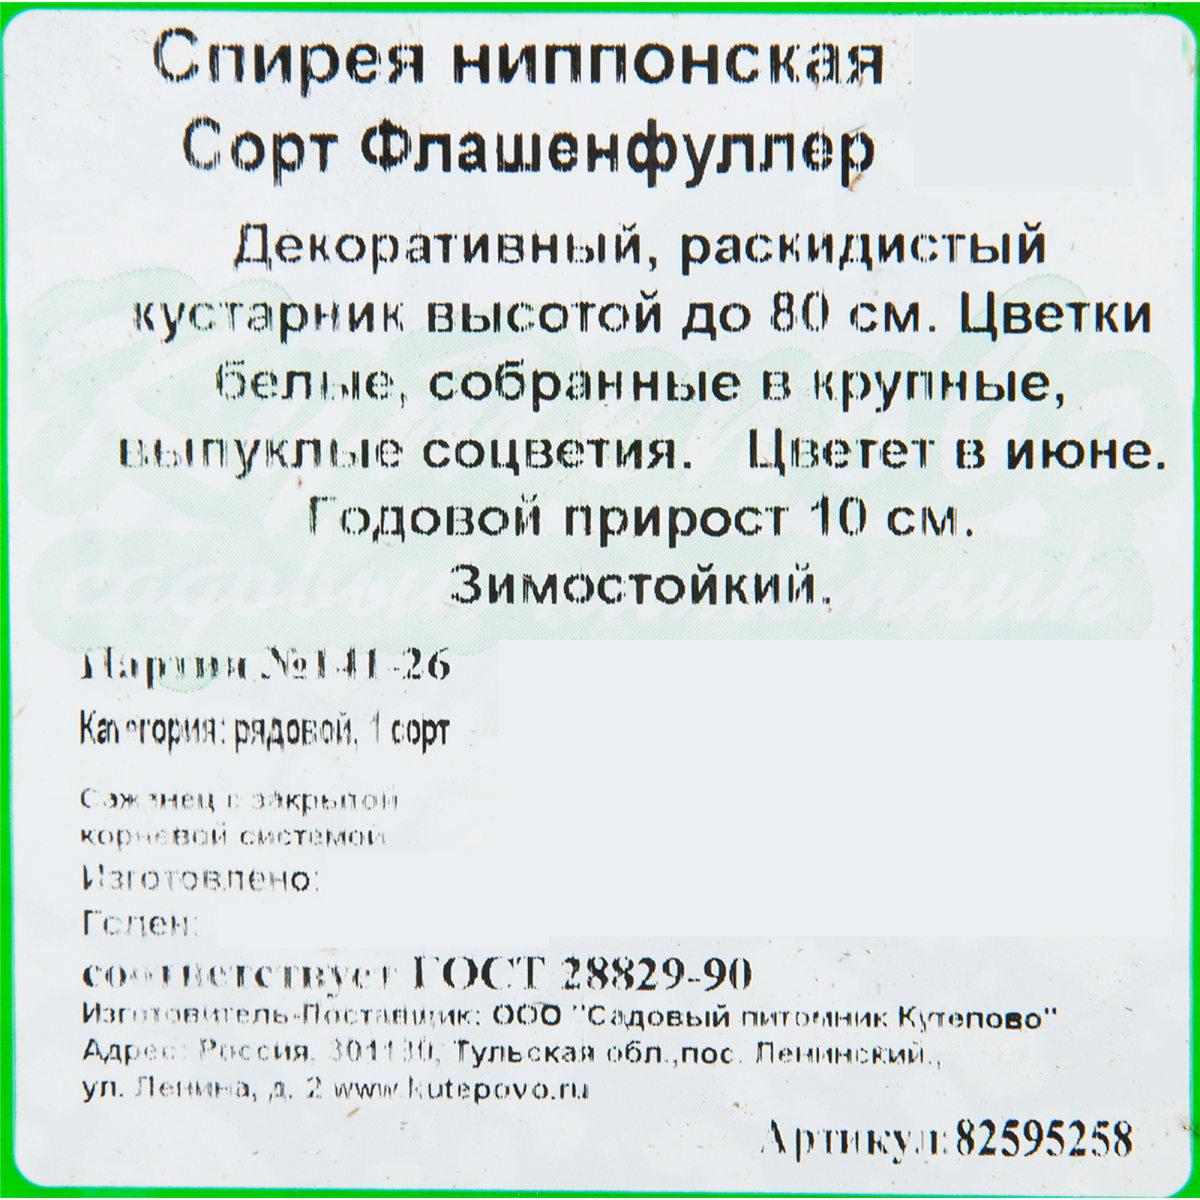 Спирея ниппонская
Сорт Флашенфуллер
Декоративный, раскидистый
кустарник высотой до 80 см. Цветки
белые, собранные в крупные,
выпуклые соцветия. Цветет в июне.
Годовой прирост 10 см.
Зимостойкий.
Партия №141-26
Категория: рядовой, 1 сорт
Саженец с закрытой
корневой системой
Изготовлено:
Годен:
соответствует ГОСТ 28829-90
Изготовитель-Поставщик: ООО "Садовый питомник Кутепово"
Адрес: Россия, 301130, Тульская обл.,пос. Ленинский.,
ул. Ленина, д. 2 www.kutepovo.ru
Артикул:82595258